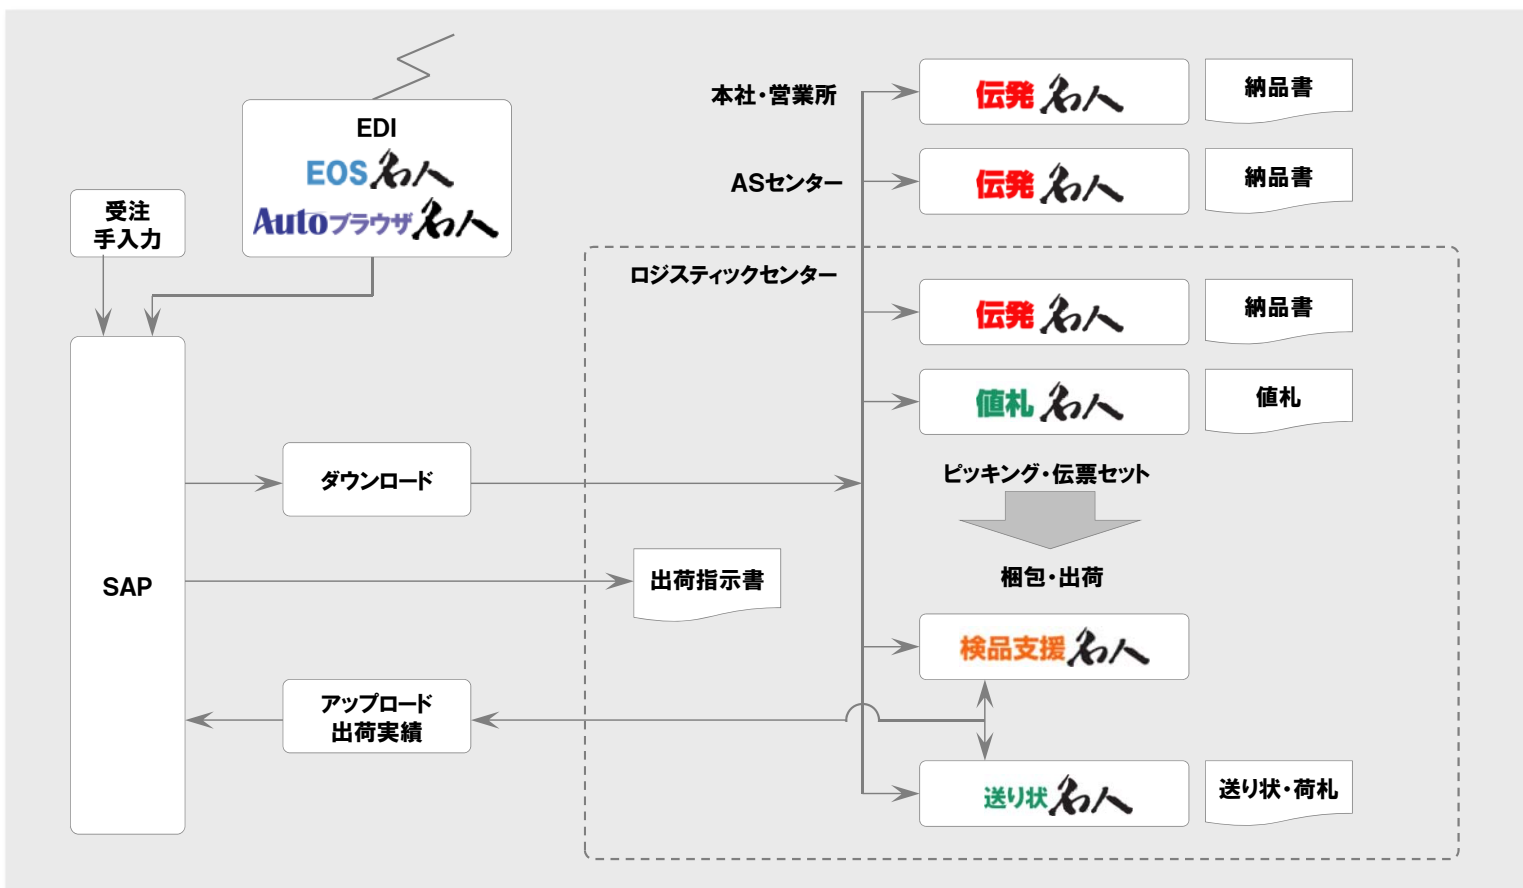 EDI
EOS名人
Autoブラウザ名人
受注
手入力
SAP
ダウンロード
出荷指示書
アップロード
出荷実績
本社・営業所
伝発名人
納品書
ASセンター
伝発名人
納品書
ロジスティックセンター
伝発名人
納品書
値札名人
値札
ピッキング・伝票セット
梱包・出荷
検品支援名人
送り状名人
送り状・荷札